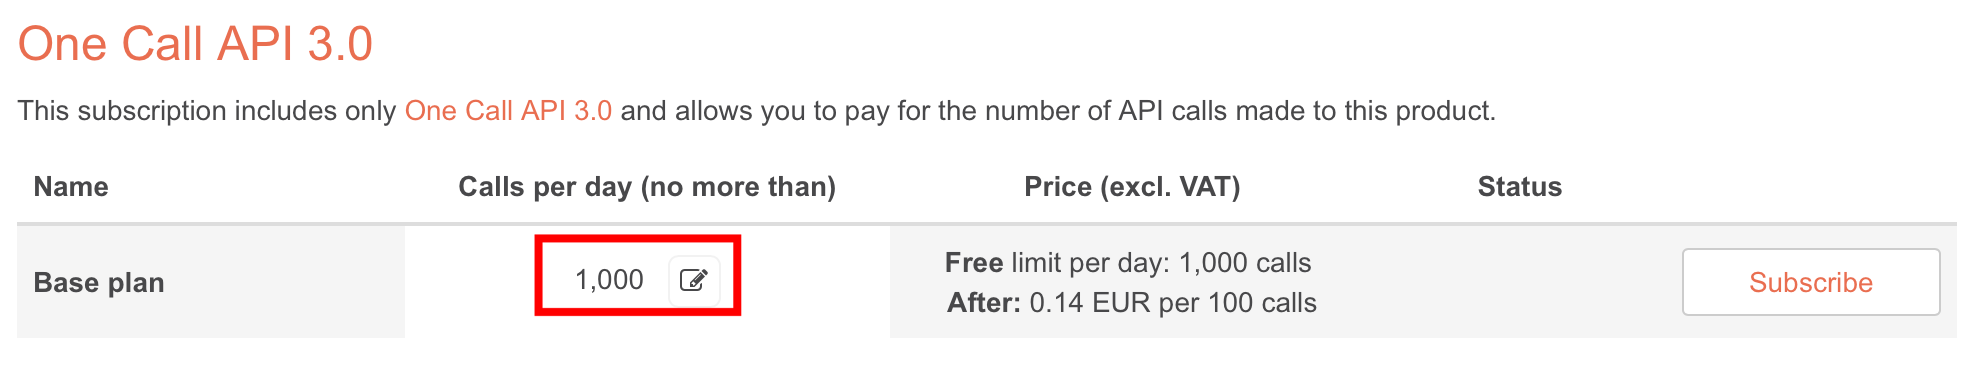 One Call API 3.0
This subscription includes only One Call API 3.0 and allows you to pay for the number of API calls made to this product.
Name Calls per day (no more than) Price (excl. VAT) Status
Base plan 1,000 Free limit per day: 1,000 calls
After: 0.14 EUR per 100 calls
Subscribe